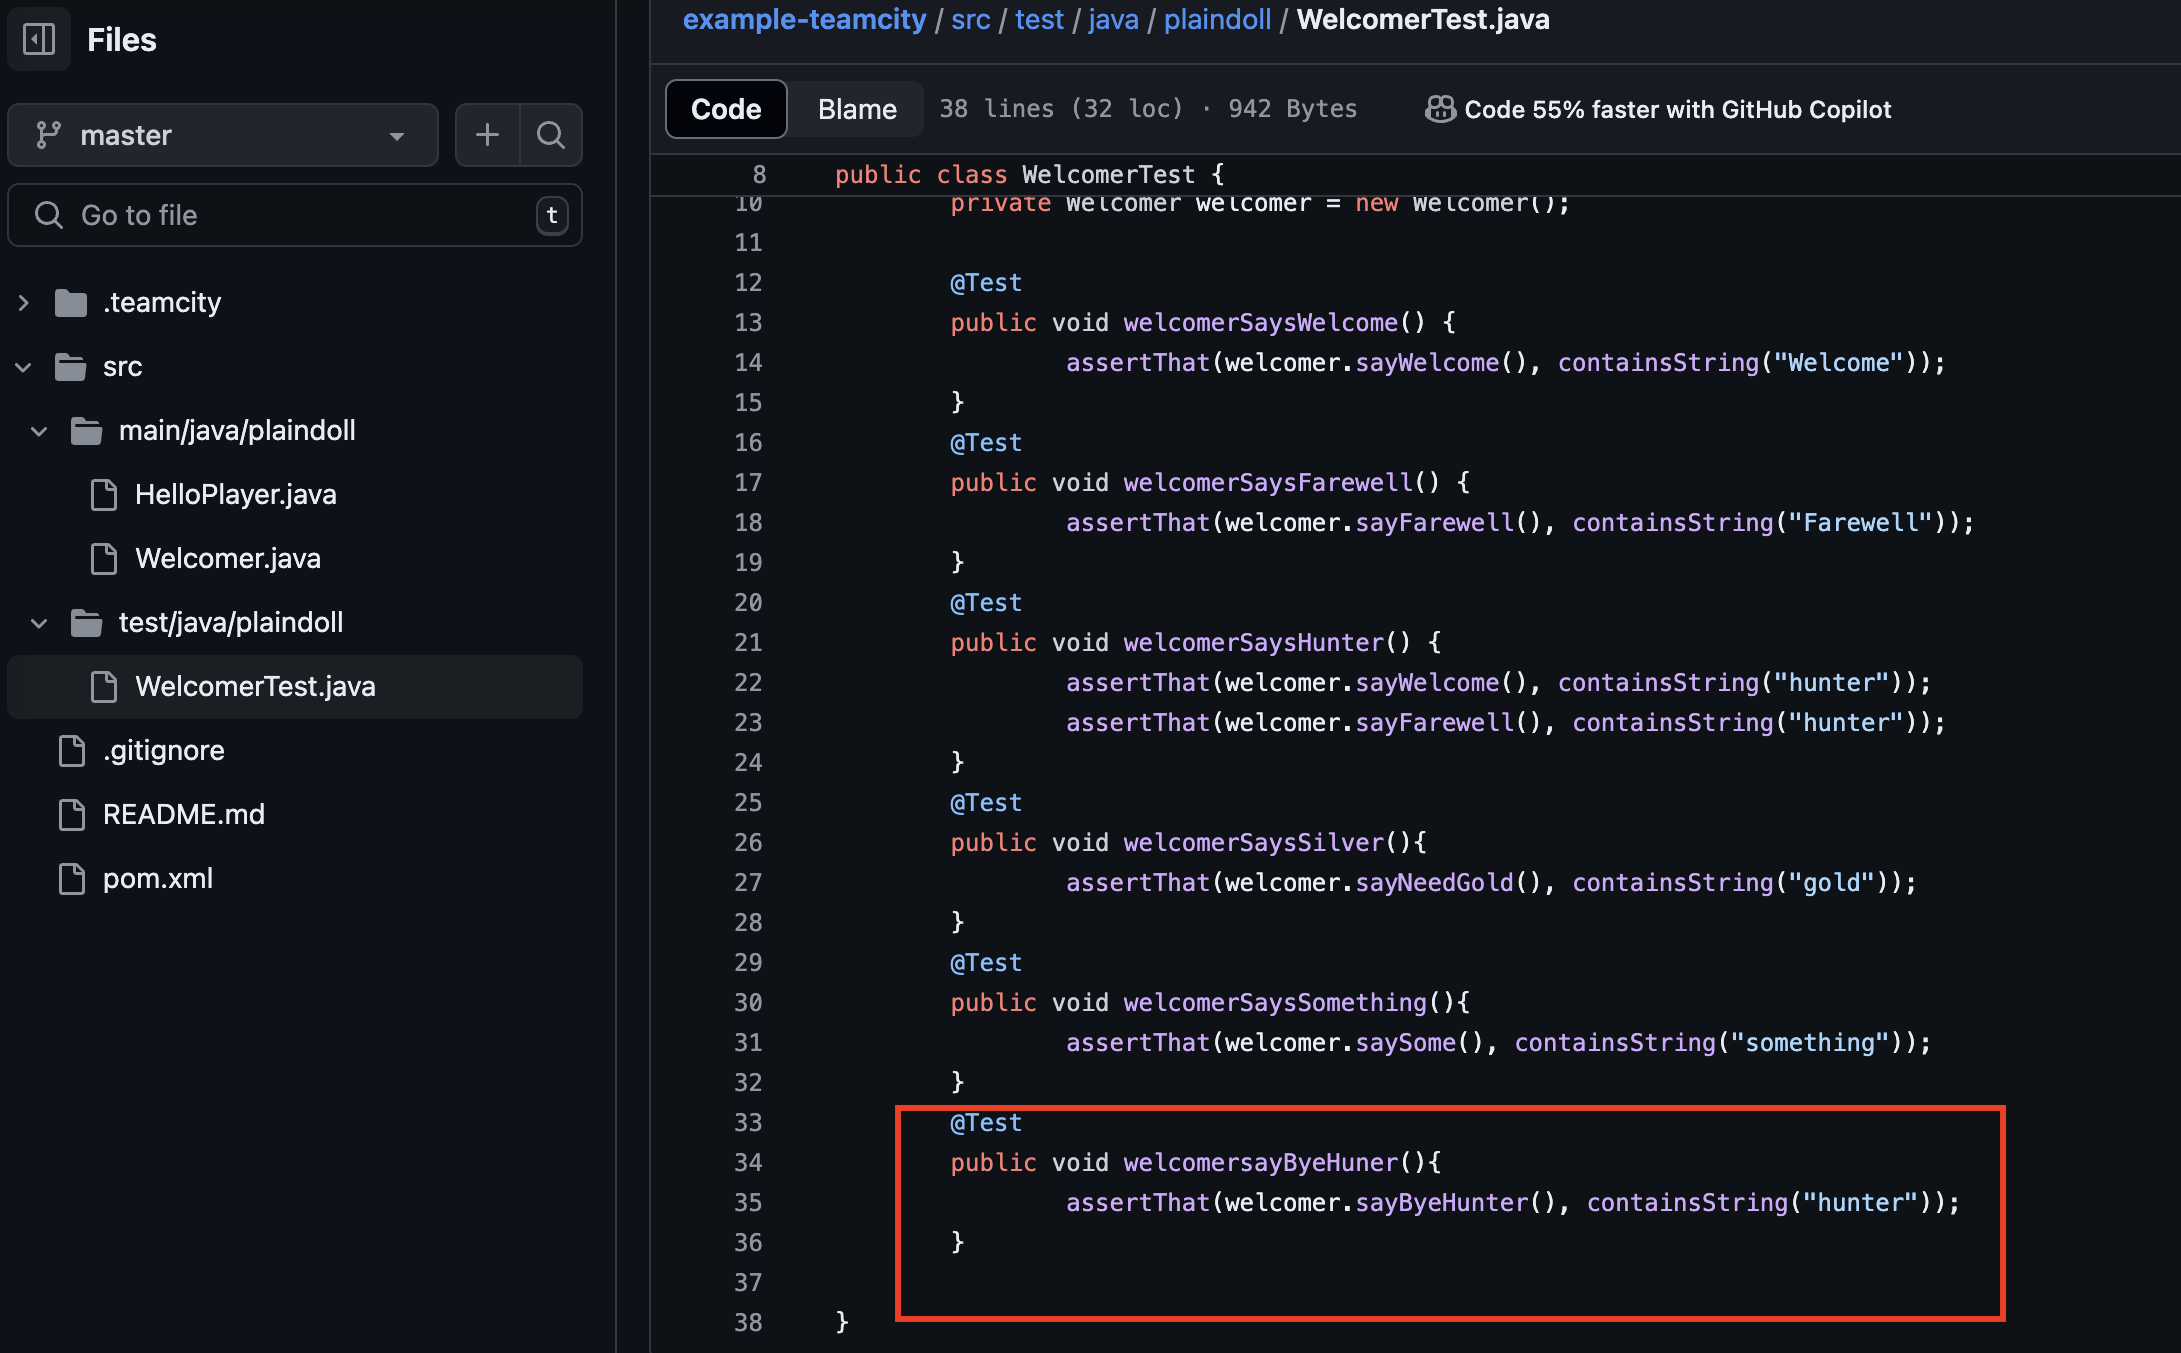 Files
master
Go to file
t
.teamcity
src
main/java/plaindoll
HelloPlayer.java
Welcomer.java
test/java/plaindoll
WelcomerTest.java
.gitignore
README.md
pom.xml
example-teamcity / src / test / java / plaindoll / WelcomerTest.java
Code Blame 38 lines (32 loc) · 942 Bytes Code 55% faster with GitHub Copilot
8 public class WelcomerTest {
10 private Welcomer welcomer = new Welcomer();
11
12 @Test
13 public void welcomerSaysWelcome() {
14 assertThat(welcomer.sayWelcome(), containsString("Welcome"));
15 }
16 @Test
17 public void welcomerSaysFarewell() {
18 assertThat(welcomer.sayFarewell(), containsString("Farewell"));
19 }
20 @Test
21 public void welcomerSaysHunter() {
22 assertThat(welcomer.sayWelcome(), containsString("hunter"));
23 assertThat(welcomer.sayFarewell(), containsString("hunter"));
24 }
25 @Test
26 public void welcomerSaysSilver(){
27 assertThat(welcomer.sayNeedGold(), containsString("gold"));
28 }
29 @Test
30 public void welcomerSaysSomething(){
31 assertThat(welcomer.saySome(), containsString("something"));
32 }
33 @Test
34 public void welcomersayByeHuner(){
35 assertThat(welcomer.sayByeHunter(), containsString("hunter"));
36 }
37
38 }